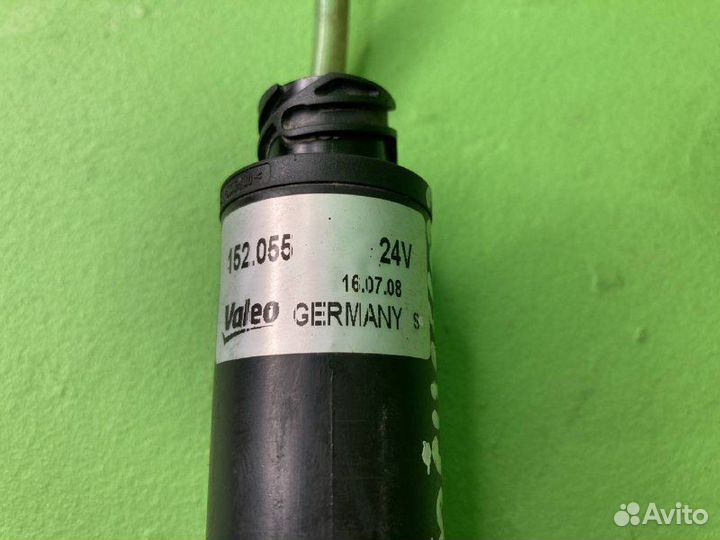 152.055 24V
16.07.08
Valeo GERMANY S
Avito